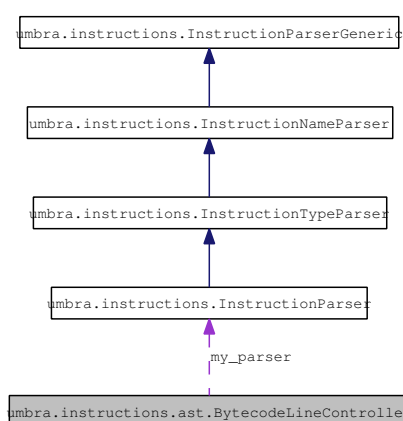 umbra.instructions.InstructionParserGeneric
umbra.instructions.InstructionNameParser
umbra.instructions.InstructionTypeParser
umbra.instructions.InstructionParser
my_parser
umbra.instructions.ast.BytecodeLineControlle